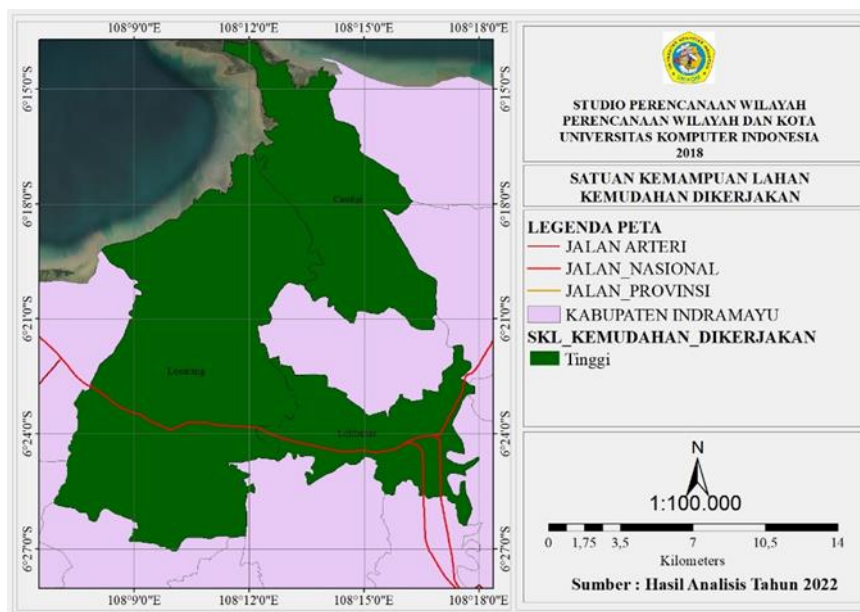 108°9'0"E 108°12'0"E 108°15'0"E 108°18'0"E
6°15'0"S
6°18'0"S
6°21'0"S
6°24'0"S
6°27'0"S
6°15'0"S
6°18'0"S
6°21'0"S
6°24'0"S
6°27'0"S
Losarang
108°9'0"E 108°12'0"E 108°15'0"E 108°18'0"E
STUDIO PERENCANAAN WILAYAH
PERENCANAAN WILAYAH DAN KOTA
UNIVERSITAS KOMPUTER INDONESIA
2018
SATUAN KEMAMPUAN LAHAN
KEMUDAHAN DIKERJAKAN
LEGENDA PETA
JALAN ARTERI
JALAN_NASIONAL
JALAN_PROVINSI
KABUPATEN INDRAMAYU
SKL_KEMUDAHAN_DIKERJAKAN
Tinggi
N
1:100.000
0 1,75 3,5 7 10,5 14
Kilometers
Sumber : Hasil Analisis Tahun 2022